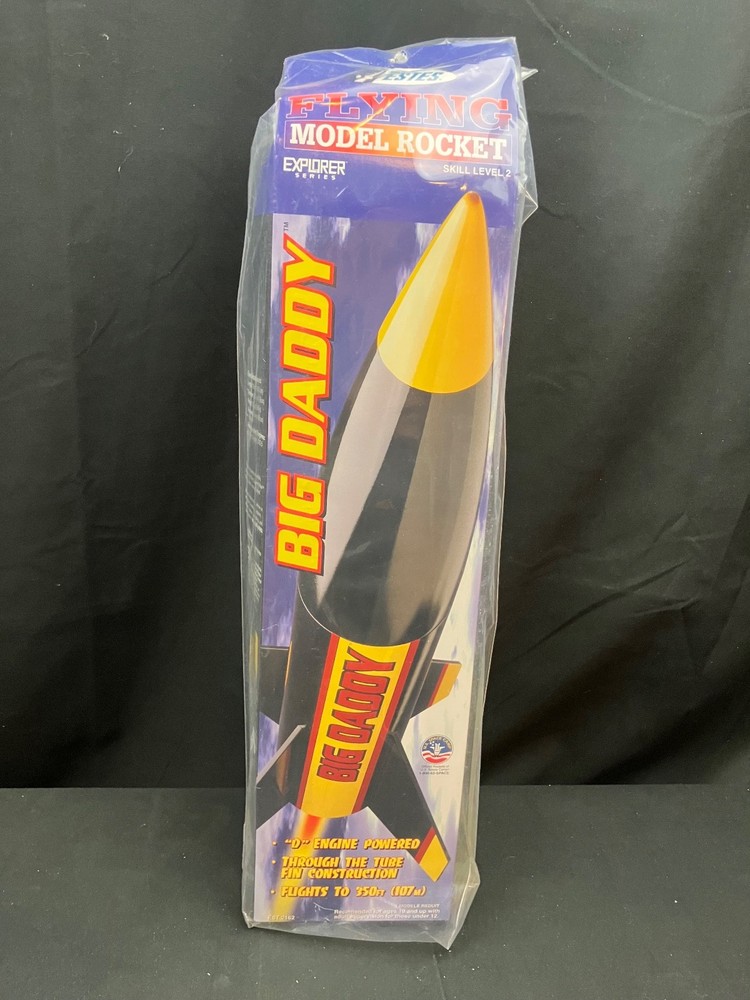 ESTES
FLYING
MODEL ROCKET
EXPLORER
SERIES
SKILL LEVEL 2
BIG DADDY™
BIG DADDY
• "D" ENGINE POWERED
• THROUGH THE TUBE
FIN CONSTRUCTION
• FLIGHTS TO 350FT (107M)